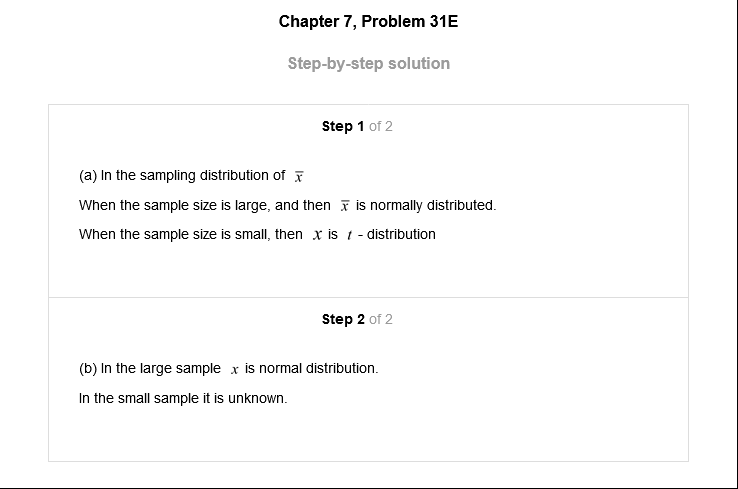 Chapter 7, Problem 31E
Step-by-step solution
Step 1 of 2
(a) In the sampling distribution of x̄
When the sample size is large, and then x̄ is normally distributed.
When the sample size is small, then x is t - distribution
Step 2 of 2
(b) In the large sample x is normal distribution.
In the small sample it is unknown.